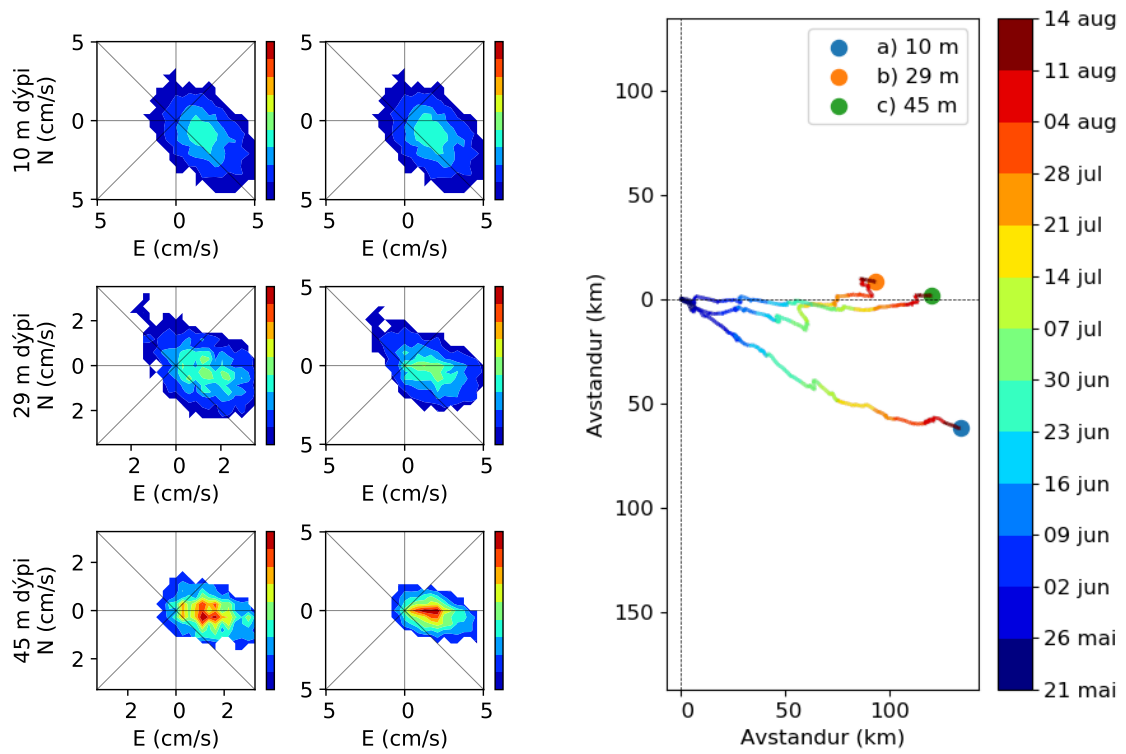 10 m dýpi
N (cm/s)
5
0
5
5 0 5
E (cm/s)
0 5
E (cm/s)
29 m dýpi
N (cm/s)
2
0
2
2 0 2
E (cm/s)
5
0
5
5 0 5
E (cm/s)
45 m dýpi
N (cm/s)
2
0
2
2 0 2
E (cm/s)
5
0
5
5 0 5
E (cm/s)
a) 10 m
b) 29 m
c) 45 m
Avstandur (km)
100
50
0
50
100
150
0 50 100
Avstandur (km)
14 aug
11 aug
04 aug
28 jul
21 jul
14 jul
07 jul
30 jun
23 jun
16 jun
09 jun
02 jun
26 mai
21 mai